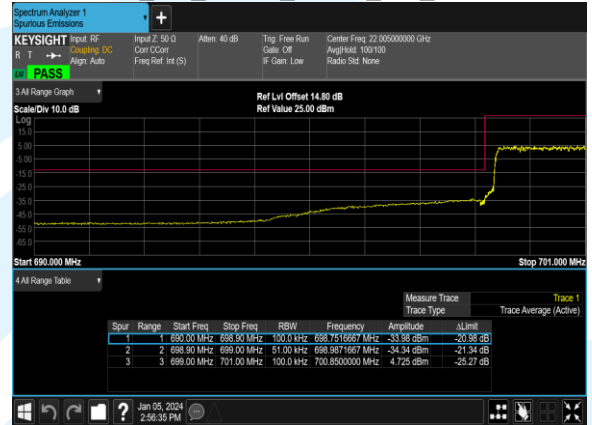 Spectrum Analyzer 1
Spurious Emissions
+
KEYSIGHT Input: RF Input Z: 50 Ω Atten: 40 dB Trig: Free Run Center Freq: 22.005000000 GHz
R T Coupling: DC Corr CCorr Gate: Off Avg|Hold: 100/100
Align: Auto Freq Ref: Int (S) IF Gain: Low Radio Std: None
PASS
3 All Range Graph
Ref Lvl Offset 14.80 dB
Scale/Div 10.0 dB Ref Value 25.00 dBm
Log
15.0
5.00
-5.00
-15.0
-25.0
-35.0
-45.0
-55.0
-65.0
Start 690.000 MHz Stop 701.000 MHz
4 All Range Table
Measure Trace Trace 1
Trace Type Trace Average (Active)
Spur Range Start Freq Stop Freq RBW Frequency Amplitude ΔLimit
1 1 690.00 MHz 698.90 MHz 100.0 kHz 698.7516667 MHz -33.98 dBm -20.98 dB
2 2 698.90 MHz 699.00 MHz 51.00 kHz 698.9871667 MHz -34.34 dBm -21.34 dB
3 3 699.00 MHz 701.00 MHz 100.0 kHz 700.8500000 MHz 4.725 dBm -25.27 dB
? Jan 05, 2024
2:56:35 PM